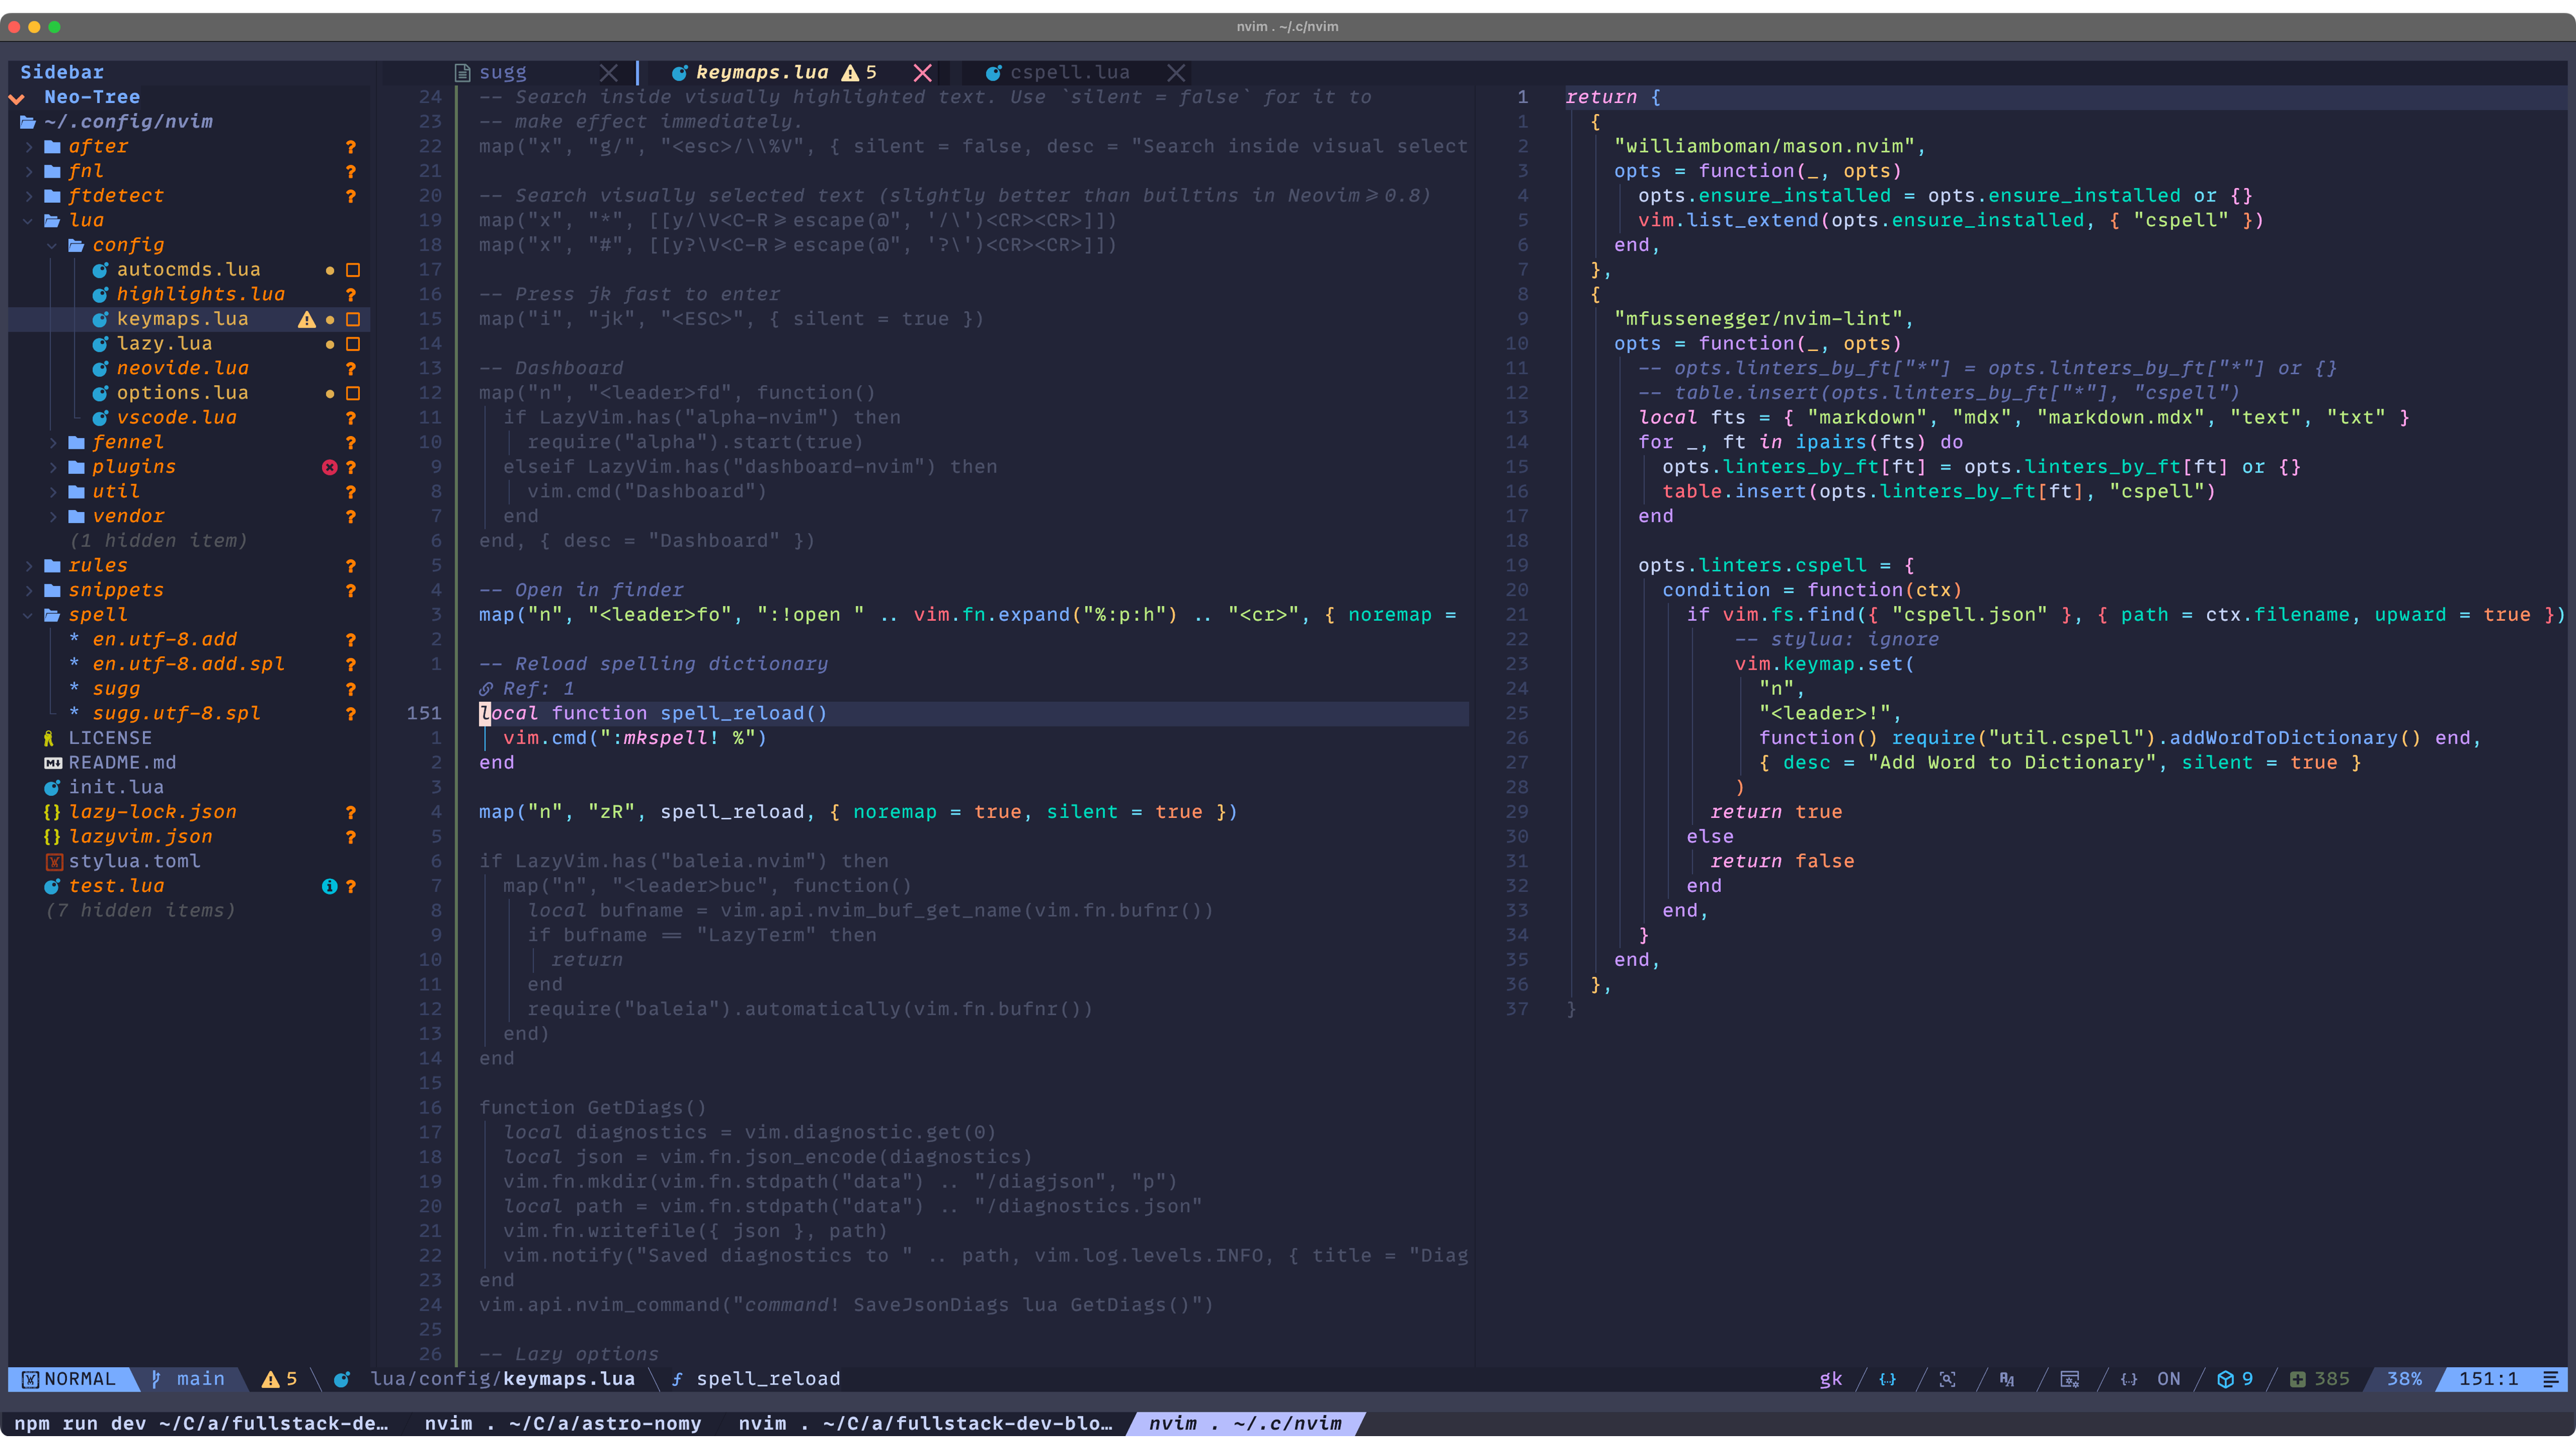 nvim . ~/.c/nvim
Sidebar
sugg
keymaps.lua 5
cspell.lua
Neo-Tree
~/.config/nvim
after ?
fnl ?
ftdetect ?
lua
config
autocmds.lua
highlights.lua ?
keymaps.lua
lazy.lua
neovide.lua ?
options.lua
vscode.lua ?
fennel ?
plugins ?
util ?
vendor ?
(1 hidden item)
rules ?
snippets ?
spell
* en.utf-8.add ?
* en.utf-8.add.spl ?
* sugg ?
* sugg.utf-8.spl ?
LICENSE
README.md
init.lua
{} lazy-lock.json ?
{} lazyvim.json ?
stylua.toml
test.lua ?
(7 hidden items)
24 -- Search inside visually highlighted text. Use `silent = false` for it to
23 -- make effect immediately.
22 map("x", "g/", "<esc>/\\%V", { silent = false, desc = "Search inside visual select
21
20 -- Search visually selected text (slightly better than builtins in Neovim>=0.8)
19 map("x", "*", [[y/\V<C-R>=escape(@", '/\')<CR><CR>]])
18 map("x", "#", [[y?\V<C-R>=escape(@", '?\')<CR><CR>]])
17
16 -- Press jk fast to enter
15 map("i", "jk", "<ESC>", { silent = true })
14
13 -- Dashboard
12 map("n", "<leader>fd", function()
11 if LazyVim.has("alpha-nvim") then
10 require("alpha").start(true)
9 elseif LazyVim.has("dashboard-nvim") then
8 vim.cmd("Dashboard")
7 end
6 end, { desc = "Dashboard" })
5
4 -- Open in finder
3 map("n", "<leader>fo", ":!open " .. vim.fn.expand("%:p:h") .. "<cr>", { noremap =
2
1 -- Reload spelling dictionary
Ref: 1
151 local function spell_reload()
1 vim.cmd(":mkspell! %")
2 end
3
4 map("n", "zR", spell_reload, { noremap = true, silent = true })
5
6 if LazyVim.has("baleia.nvim") then
7 map("n", "<leader>buc", function()
8 local bufname = vim.api.nvim_buf_get_name(vim.fn.bufnr())
9 if bufname == "LazyTerm" then
10 return
11 end
12 require("baleia").automatically(vim.fn.bufnr())
13 end)
14 end
15
16 function GetDiags()
17 local diagnostics = vim.diagnostic.get(0)
18 local json = vim.fn.json_encode(diagnostics)
19 vim.fn.mkdir(vim.fn.stdpath("data") .. "/diagjson", "p")
20 local path = vim.fn.stdpath("data") .. "/diagnostics.json"
21 vim.fn.writefile({ json }, path)
22 vim.notify("Saved diagnostics to " .. path, vim.log.levels.INFO, { title = "Diag
23 end
24 vim.api.nvim_command("command! SaveJsonDiags lua GetDiags()")
25
26 -- Lazy options
1 return {
1 {
2 "williamboman/mason.nvim",
3 opts = function(_, opts)
4 opts.ensure_installed = opts.ensure_installed or {}
5 vim.list_extend(opts.ensure_installed, { "cspell" })
6 end,
7 },
8 {
9 "mfussenegger/nvim-lint",
10 opts = function(_, opts)
11 -- opts.linters_by_ft["*"] = opts.linters_by_ft["*"] or {}
12 -- table.insert(opts.linters_by_ft["*"], "cspell")
13 local fts = { "markdown", "mdx", "markdown.mdx", "text", "txt" }
14 for _, ft in ipairs(fts) do
15 opts.linters_by_ft[ft] = opts.linters_by_ft[ft] or {}
16 table.insert(opts.linters_by_ft[ft], "cspell")
17 end
18
19 opts.linters.cspell = {
20 condition = function(ctx)
21 if vim.fs.find({ "cspell.json" }, { path = ctx.filename, upward = true })
22 -- stylua: ignore
23 vim.keymap.set(
24 "n",
25 "<leader>!",
26 function() require("util.cspell").addWordToDictionary() end,
27 { desc = "Add Word to Dictionary", silent = true }
28 )
29 return true
30 else
31 return false
32 end
33 end,
34 }
35 end,
36 },
37 }
NORMAL main 5 lua/config/keymaps.lua f spell_reload gk ON 9 385 38% 151:1
npm run dev ~/C/a/fullstack-de… nvim . ~/C/a/astro-nomy nvim . ~/C/a/fullstack-dev-blo… nvim . ~/.c/nvim